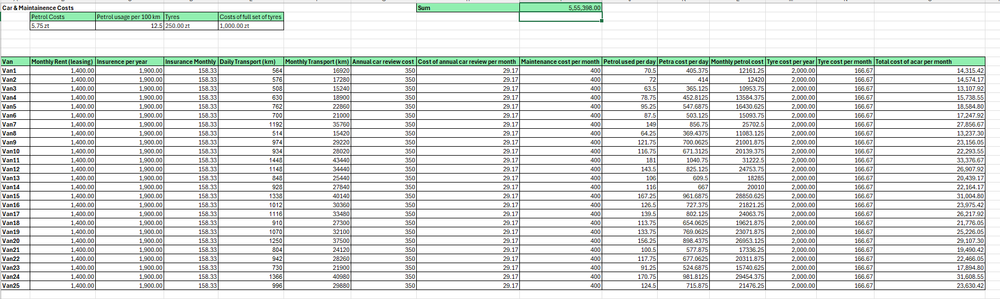 Car & Maintainence Costs Sum 5,55,398.00
Petrol Costs Petrol usage per 100 km Tyres Costs of full set of tyres
5.75 zt 12.5 250.00 zt 1,000.00 zt
Van Monthly Rent (leasing) Insurence per year Insurance Monthly Daily Transport (km) Monthly Transport (km) Annual car review cost Cost of annual car review per month Maintenance cost per month Petrol used per day Petra cost per day Monthly petrol cost Tyre cost per year Tyre cost per month Total cost of acar per month
Van1 1,400.00 1,900.00 158.33 564 16920 350 29.17 400 70.5 405.375 12161.25 2,000.00 166.67 14,315.42
Van2 1,400.00 1,900.00 158.33 576 17280 350 29.17 400 72 414 12420 2,000.00 166.67 14,574.17
Van3 1,400.00 1,900.00 158.33 508 15240 350 29.17 400 63.5 365.125 10953.75 2,000.00 166.67 13,107.92
Van4 1,400.00 1,900.00 158.33 630 18900 350 29.17 400 78.75 452.8125 13584.375 2,000.00 166.67 15,738.55
Van5 1,400.00 1,900.00 158.33 762 22860 350 29.17 400 95.25 547.6875 16430.625 2,000.00 166.67 18,584.80
Van6 1,400.00 1,900.00 158.33 700 21000 350 29.17 400 87.5 503.125 15093.75 2,000.00 166.67 17,247.92
Van7 1,400.00 1,900.00 158.33 1192 35760 350 29.17 400 149 856.75 25702.5 2,000.00 166.67 27,856.67
Van8 1,400.00 1,900.00 158.33 514 15420 350 29.17 400 64.25 369.4375 11083.125 2,000.00 166.67 13,237.30
Van9 1,400.00 1,900.00 158.33 974 29220 350 29.17 400 121.75 700.0625 21001.875 2,000.00 166.67 23,156.05
Van10 1,400.00 1,900.00 158.33 934 28020 350 29.17 400 116.75 671.3125 20139.375 2,000.00 166.67 22,293.55
Van11 1,400.00 1,900.00 158.33 1448 43440 350 29.17 400 181 1040.75 31222.5 2,000.00 166.67 33,376.67
Van12 1,400.00 1,900.00 158.33 1148 34440 350 29.17 400 143.5 825.125 24753.75 2,000.00 166.67 26,907.92
Van13 1,400.00 1,900.00 158.33 848 25440 350 29.17 400 106 609.5 18285 2,000.00 166.67 20,439.17
Van14 1,400.00 1,900.00 158.33 928 27840 350 29.17 400 116 667 20010 2,000.00 166.67 22,164.17
Van15 1,400.00 1,900.00 158.33 1338 40140 350 29.17 400 167.25 961.6875 28850.625 2,000.00 166.67 31,004.80
Van16 1,400.00 1,900.00 158.33 1012 30360 350 29.17 400 126.5 727.375 21821.25 2,000.00 166.67 23,975.42
Van17 1,400.00 1,900.00 158.33 1116 33480 350 29.17 400 139.5 802.125 24063.75 2,000.00 166.67 26,217.92
Van18 1,400.00 1,900.00 158.33 910 27300 350 29.17 400 113.75 654.0625 19621.875 2,000.00 166.67 21,776.05
Van19 1,400.00 1,900.00 158.33 1070 32100 350 29.17 400 133.75 769.0625 23071.875 2,000.00 166.67 25,226.05
Van20 1,400.00 1,900.00 158.33 1250 37500 350 29.17 400 156.25 898.4375 26953.125 2,000.00 166.67 29,107.30
Van21 1,400.00 1,900.00 158.33 804 24120 350 29.17 400 100.5 577.875 17336.25 2,000.00 166.67 19,490.42
Van22 1,400.00 1,900.00 158.33 942 28260 350 29.17 400 117.75 677.0625 20311.875 2,000.00 166.67 22,466.05
Van23 1,400.00 1,900.00 158.33 730 21900 350 29.17 400 91.25 524.6875 15740.625 2,000.00 166.67 17,894.80
Van24 1,400.00 1,900.00 158.33 1366 40980 350 29.17 400 170.75 981.8125 29454.375 2,000.00 166.67 31,608.55
Van25 1,400.00 1,900.00 158.33 996 29880 350 29.17 400 124.5 715.875 21476.25 2,000.00 166.67 23,630.42